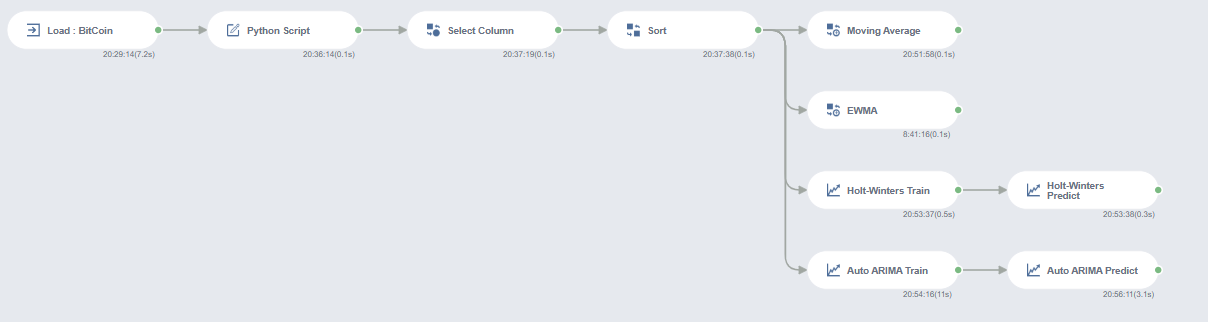 Load : BitCoin
20:29:14(7.2s)
Python Script
20:36:14(0.1s)
Select Column
20:37:19(0.1s)
Sort
20:37:38(0.1s)
Moving Average
20:51:58(0.1s)
EWMA
8:41:16(0.1s)
Holt-Winters Train
20:53:37(0.5s)
Holt-Winters
Predict
20:53:38(0.3s)
Auto ARIMA Train
20:54:16(11s)
Auto ARIMA Predict
20:56:11(3.1s)